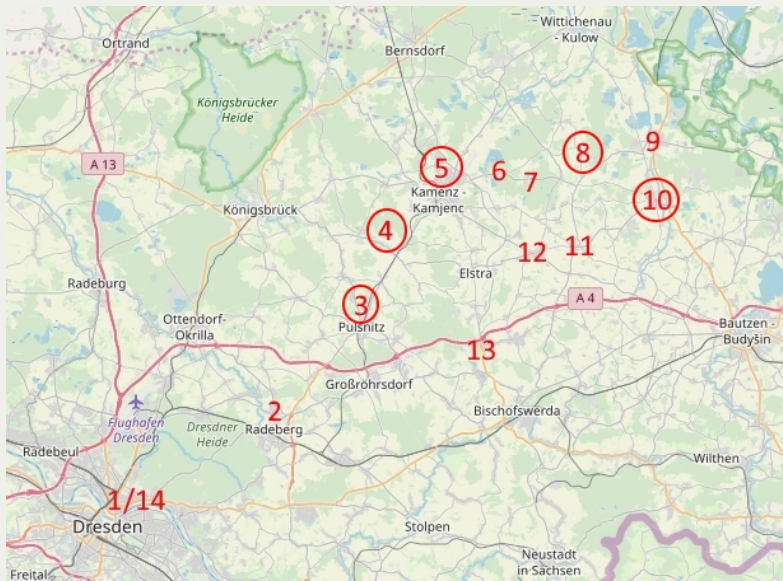 Wittichenau
- Kulow
Ortrand
Bernsdorf
Königsbrücker
Heide
9
8
A 13
5
6
7
Kamenz -
Kamjenc
10
Königsbrück
4
12
11
Elstra
Radeburg
3
A 4
Ottendorf-
Okrilla
Pulsnitz
Bautzen -
Budyšin
13
Großröhrsdorf
Flughafen
Dresden
2
Dresdner
Heide
Radeberg
Bischofswerda
Radebeul
Wilthen
1/14
Dresden
Stolpen
Neustadt
in Sachsen
Freital